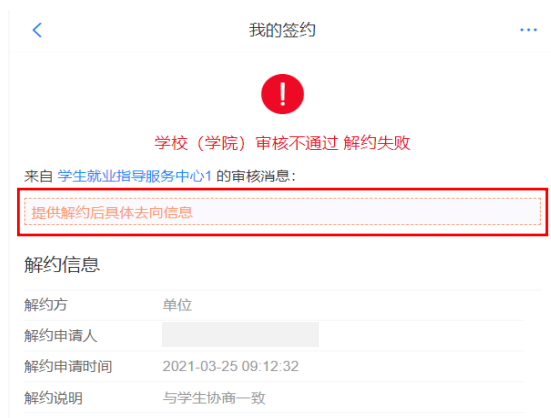 我的签约
学校（学院）审核不通过 解约失败
来自 学生就业指导服务中心1 的审核消息：
提供解约后具体去向信息
解约信息
解约方 单位
解约申请人
解约申请时间 2021-03-25 09:12:32
解约说明 与学生协商一致